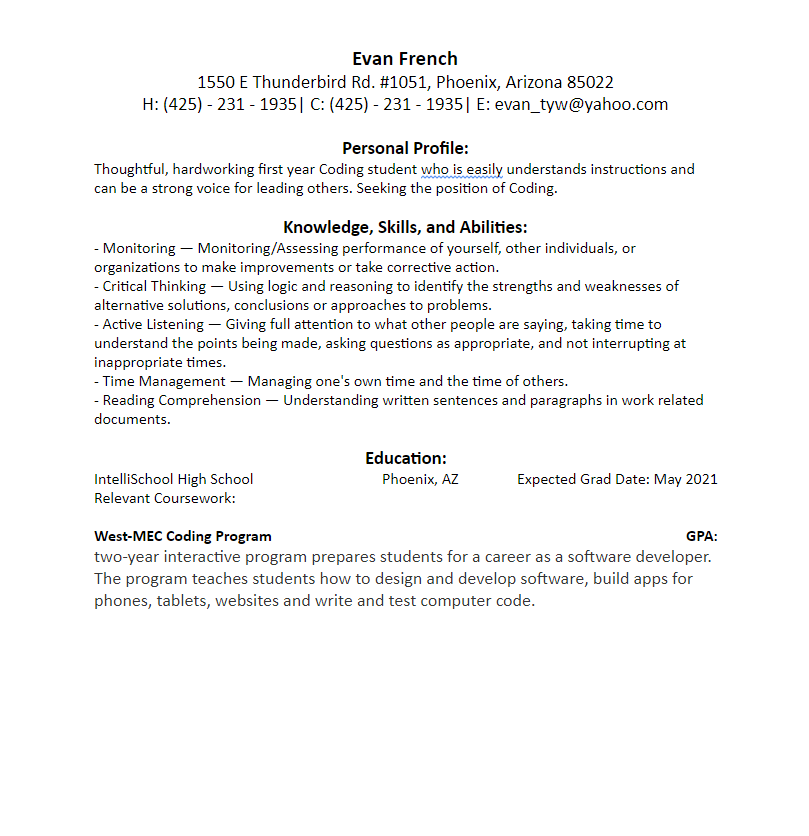 Evan French
1550 E Thunderbird Rd. #1051, Phoenix, Arizona 85022
H: (425) - 231 - 1935| C: (425) - 231 - 1935| E: evan_tyw@yahoo.com
Personal Profile:
Thoughtful, hardworking first year Coding student who is easily understands instructions and
can be a strong voice for leading others. Seeking the position of Coding.
Knowledge, Skills, and Abilities:
- Monitoring — Monitoring/Assessing performance of yourself, other individuals, or
organizations to make improvements or take corrective action.
- Critical Thinking — Using logic and reasoning to identify the strengths and weaknesses of
alternative solutions, conclusions or approaches to problems.
- Active Listening — Giving full attention to what other people are saying, taking time to
understand the points being made, asking questions as appropriate, and not interrupting at
inappropriate times.
- Time Management — Managing one's own time and the time of others.
- Reading Comprehension — Understanding written sentences and paragraphs in work related
documents.
Education:
IntelliSchool High School Phoenix, AZ Expected Grad Date: May 2021
Relevant Coursework:
West-MEC Coding Program GPA:
two-year interactive program prepares students for a career as a software developer.
The program teaches students how to design and develop software, build apps for
phones, tablets, websites and write and test computer code.